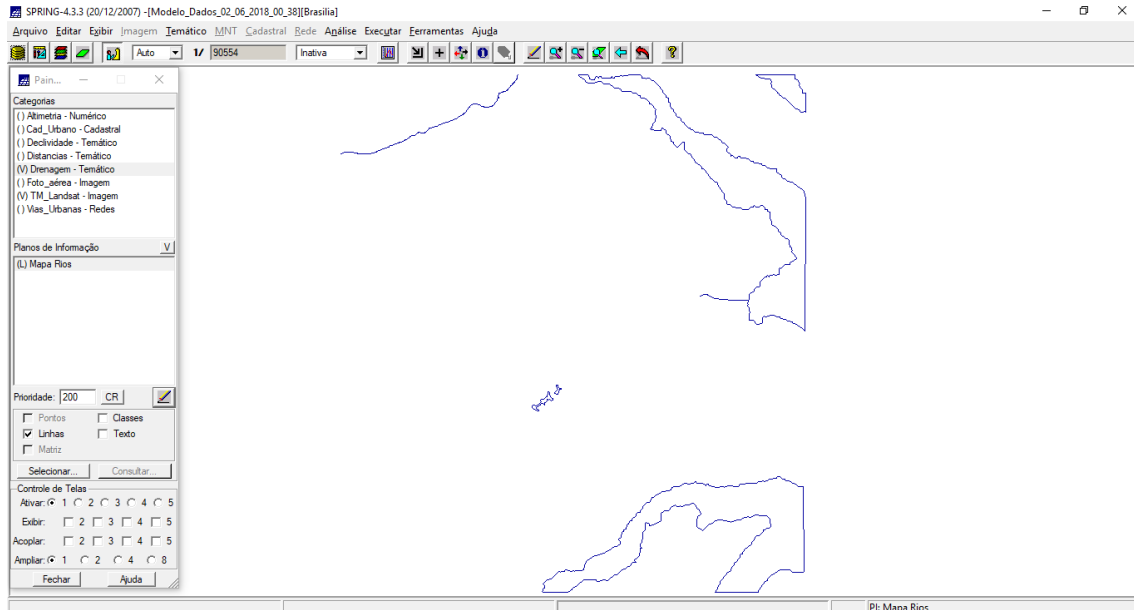 SPRING-4.3.3 (20/12/2007) -[Modelo_Dados_02_06_2018_00_38][Brasilia]
Arquivo Editar Exibir Imagem Temático MNT Cadastral Rede Análise Executar Ferramentas Ajuda
Auto 1/ 90554 Inativa
Pain...
Categorias
( ) Altimetria - Numérico
( ) Cad_Urbano - Cadastral
( ) Declividade - Temático
( ) Distancias - Temático
(V) Drenagem - Temático
( ) Foto_aérea - Imagem
(V) TM_Landsat - Imagem
( ) Vias_Urbanas - Redes
Planos de Informação V
(L) Mapa Rios
Prioridade: 200 CR
Pontos Classes
Linhas Texto
Matriz
Selecionar... Consultar...
Controle de Telas
Ativar: 1 2 3 4 5
Exibir: 2 3 4 5
Acoplar: 2 3 4 5
Ampliar: 1 2 4 8
Fechar Ajuda
PI: Mapa Rios